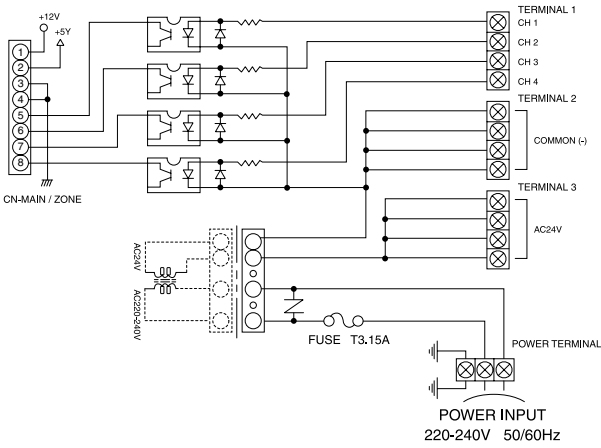 TERMINAL 1
+12V
+5Y
CH 1
CH 2
CH 3
CH 4
1
2
3
4
5
6
7
8
CN-MAIN / ZONE
TERMINAL 2
COMMON (-)
TERMINAL 3
AC24V
AC24V
AC220-240V
FUSE T3.15A
POWER TERMINAL
POWER INPUT
220-240V 50/60Hz